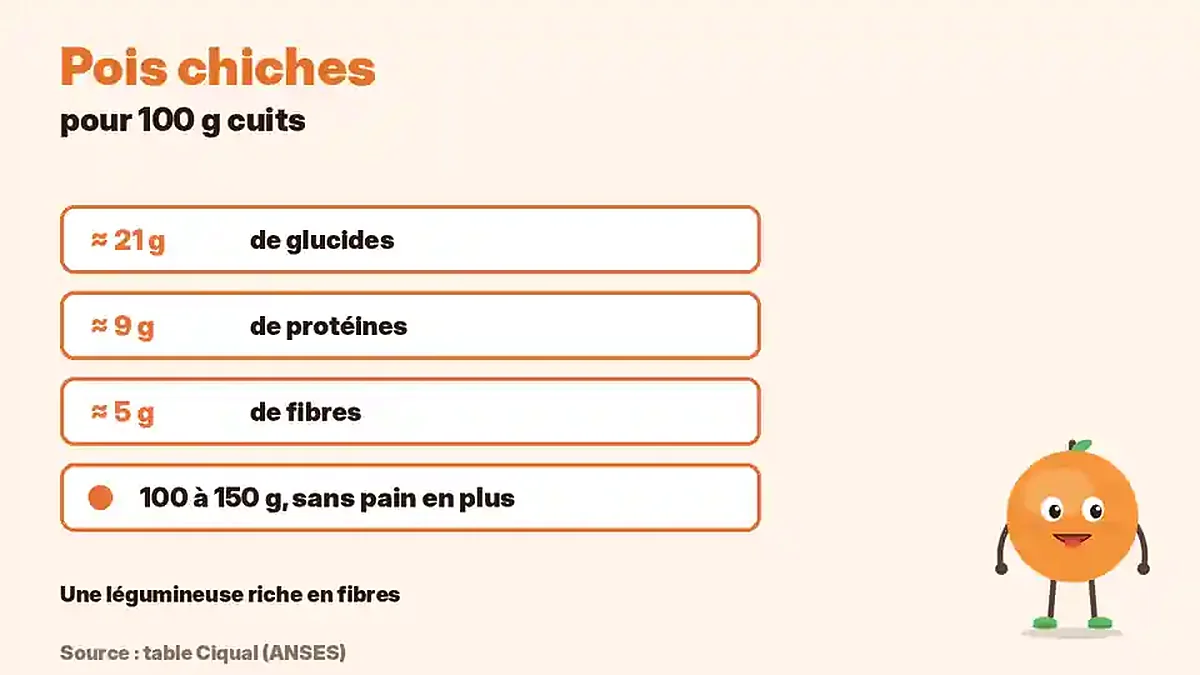 Pois chiches
pour 100 g cuits
≈ 21 g de glucides
≈ 9 g de protéines
≈ 5 g de fibres
100 à 150 g, sans pain en plus
Une légumineuse riche en fibres
Source : table Ciqual (ANSES)